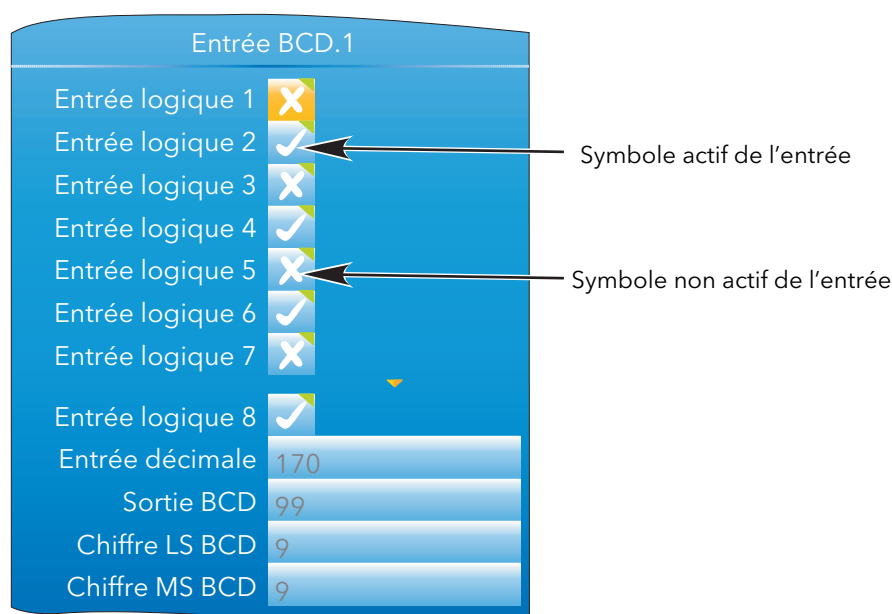 Entrée BCD.1
Entrée logique 1
Entrée logique 2
Symbole actif de l'entrée
Entrée logique 3
Entrée logique 4
Entrée logique 5
Symbole non actif de l'entrée
Entrée logique 6
Entrée logique 7
Entrée logique 8
Entrée décimale 170
Sortie BCD 99
Chiffre LS BCD 9
Chiffre MS BCD 9